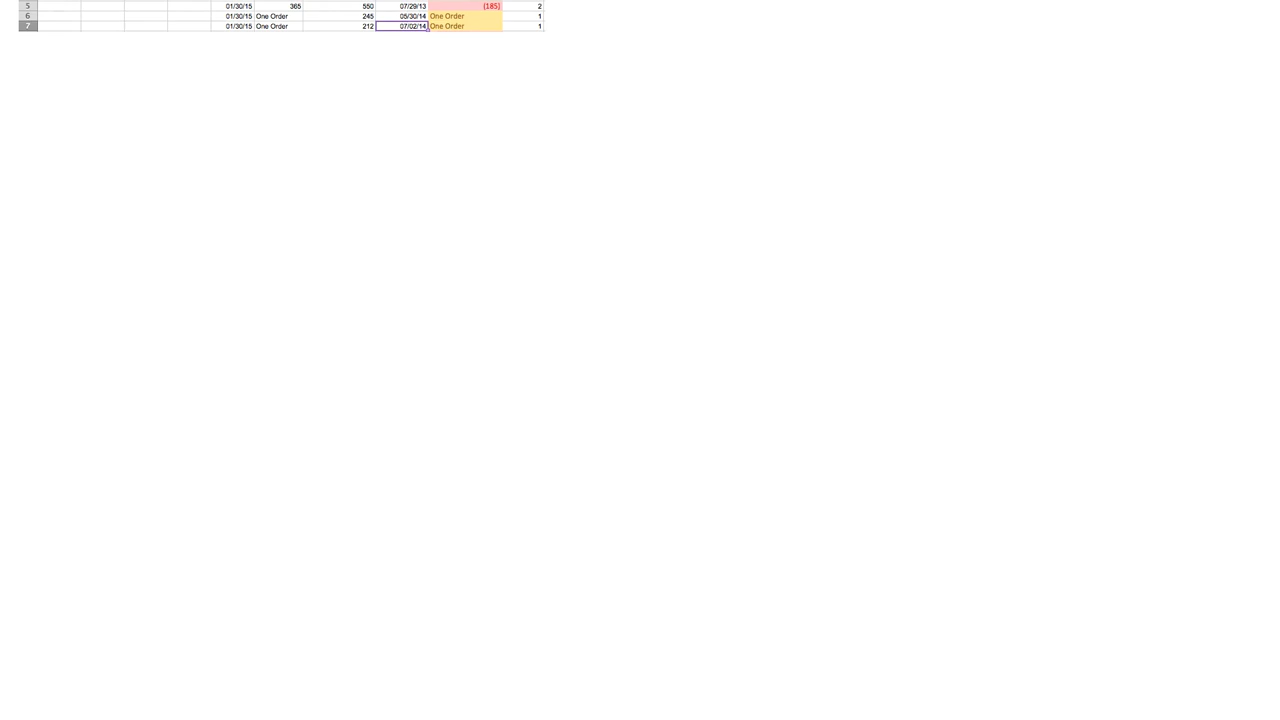 5 01/30/15 365 550 07/29/13 (185) 2
6 01/30/15 One Order 245 05/30/14 One Order 1
7 01/30/15 One Order 212 07/02/14 One Order 1